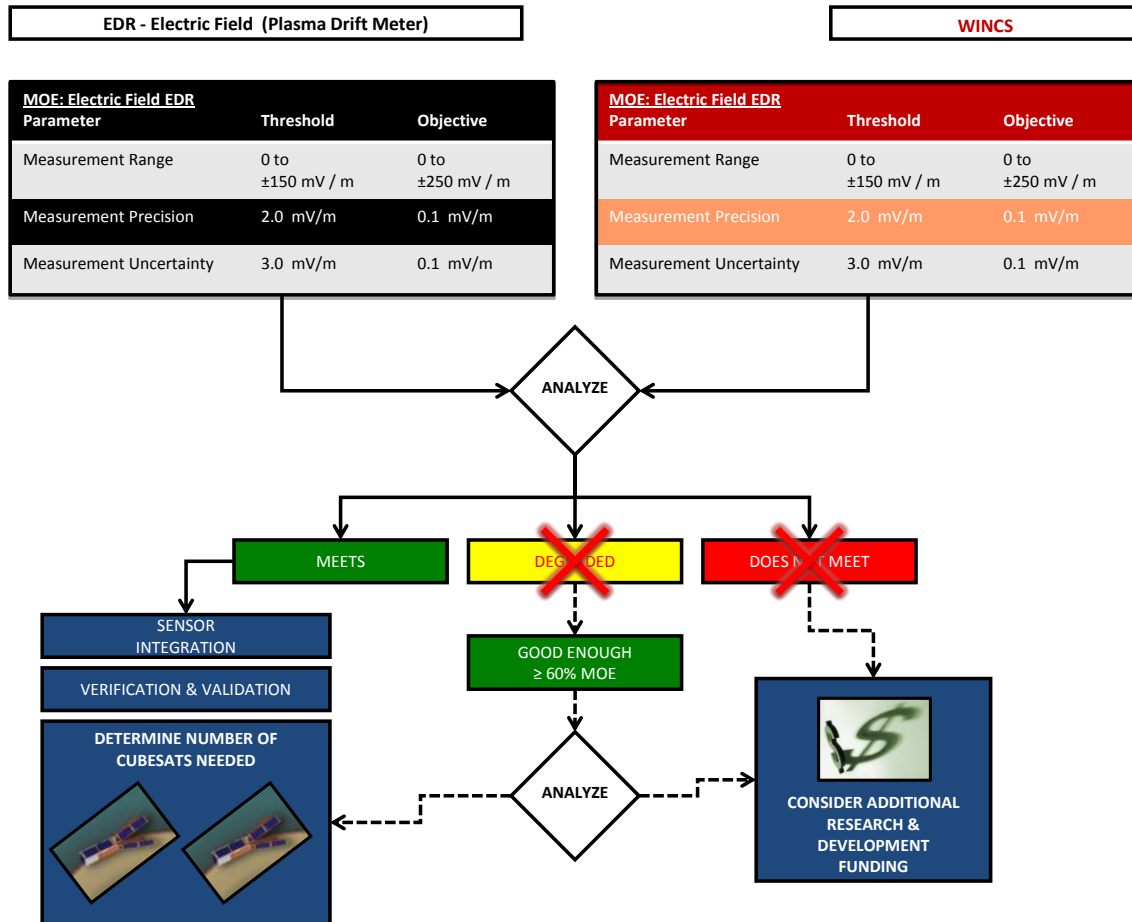 EDR - Electric Field (Plasma Drift Meter)
WINCS
MOE: Electric Field EDR
Parameter Threshold Objective
Measurement Range 0 to 0 to
±150 mV / m ±250 mV / m
Measurement Precision 2.0 mV/m 0.1 mV/m
Measurement Uncertainty 3.0 mV/m 0.1 mV/m
MOE: Electric Field EDR
Parameter Threshold Objective
Measurement Range 0 to 0 to
±150 mV / m ±250 mV / m
Measurement Precision 2.0 mV/m 0.1 mV/m
Measurement Uncertainty 3.0 mV/m 0.1 mV/m
ANALYZE
MEETS
DEGRADED
DOES NOT MEET
SENSOR
INTEGRATION
VERIFICATION & VALIDATION
DETERMINE NUMBER OF
CUBESATS NEEDED
GOOD ENOUGH
≥ 60% MOE
ANALYZE
$$
CONSIDER ADDITIONAL
RESEARCH &
DEVELOPMENT
FUNDING